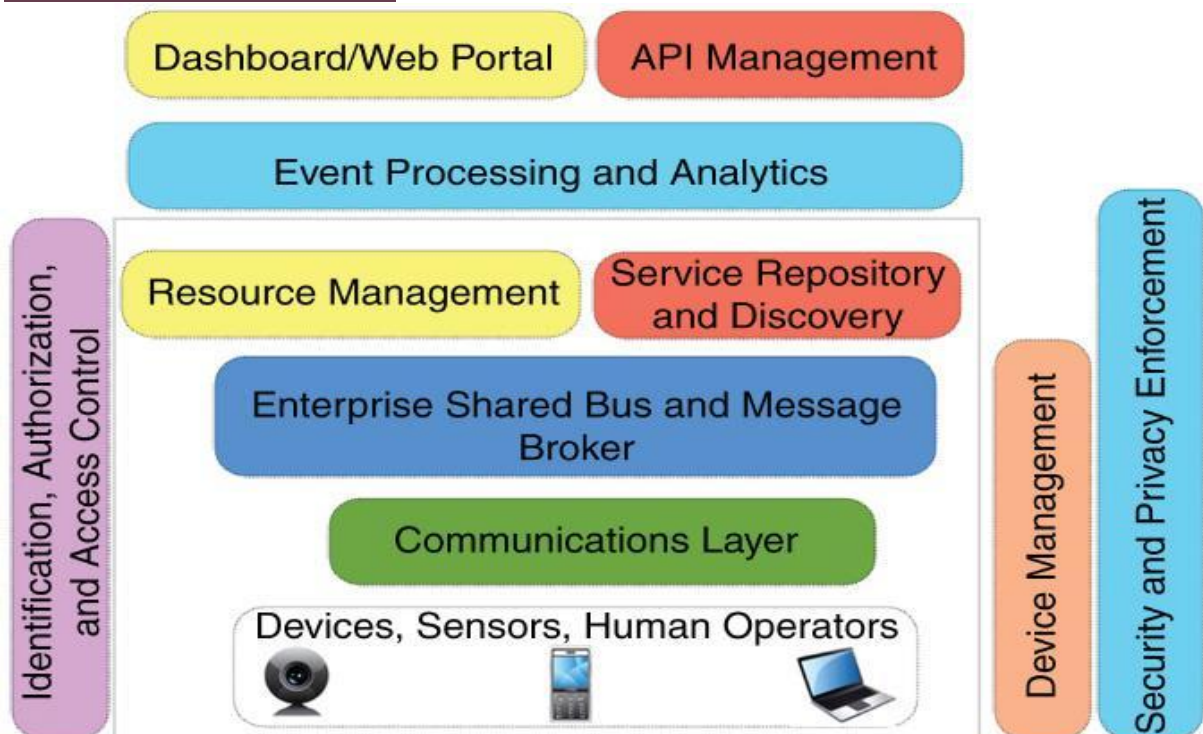 Dashboard/Web Portal
API Management
Event Processing and Analytics
Identification, Authorization,
and Access Control
Resource Management
Service Repository
and Discovery
Enterprise Shared Bus and Message
Broker
Communications Layer
Devices, Sensors, Human Operators
Device Management
Security and Privacy Enforcement